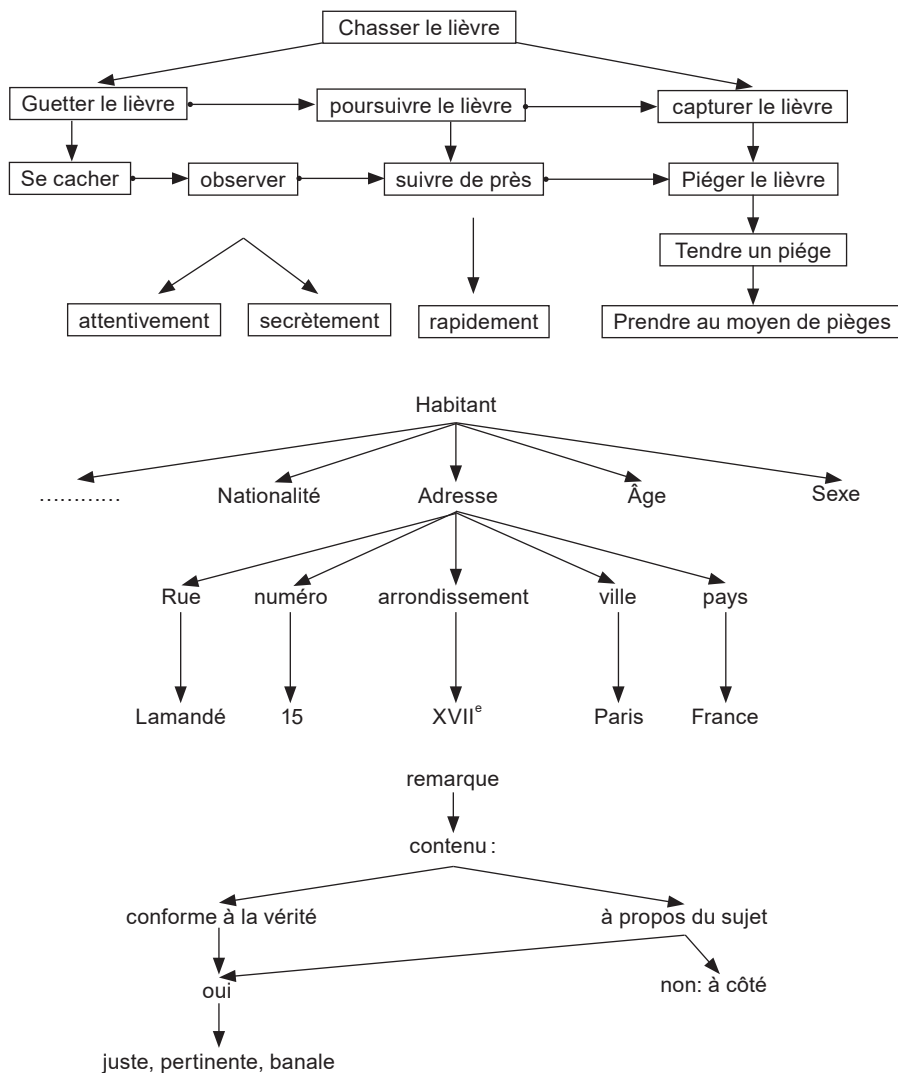 Chasser le lièvre
Guetter le lièvre poursuivre le lièvre capturer le lièvre
Se cacher observer suivre de près Piéger le lièvre
Tendre un piége
attentivement secrètement rapidement Prendre au moyen de pièges
Habitant
............ Nationalité Adresse Âge Sexe
Rue numéro arrondissement ville pays
Lamandé 15 XVIIe Paris France
remarque
contenu :
conforme à la vérité à propos du sujet
oui non: à côté
juste, pertinente, banale